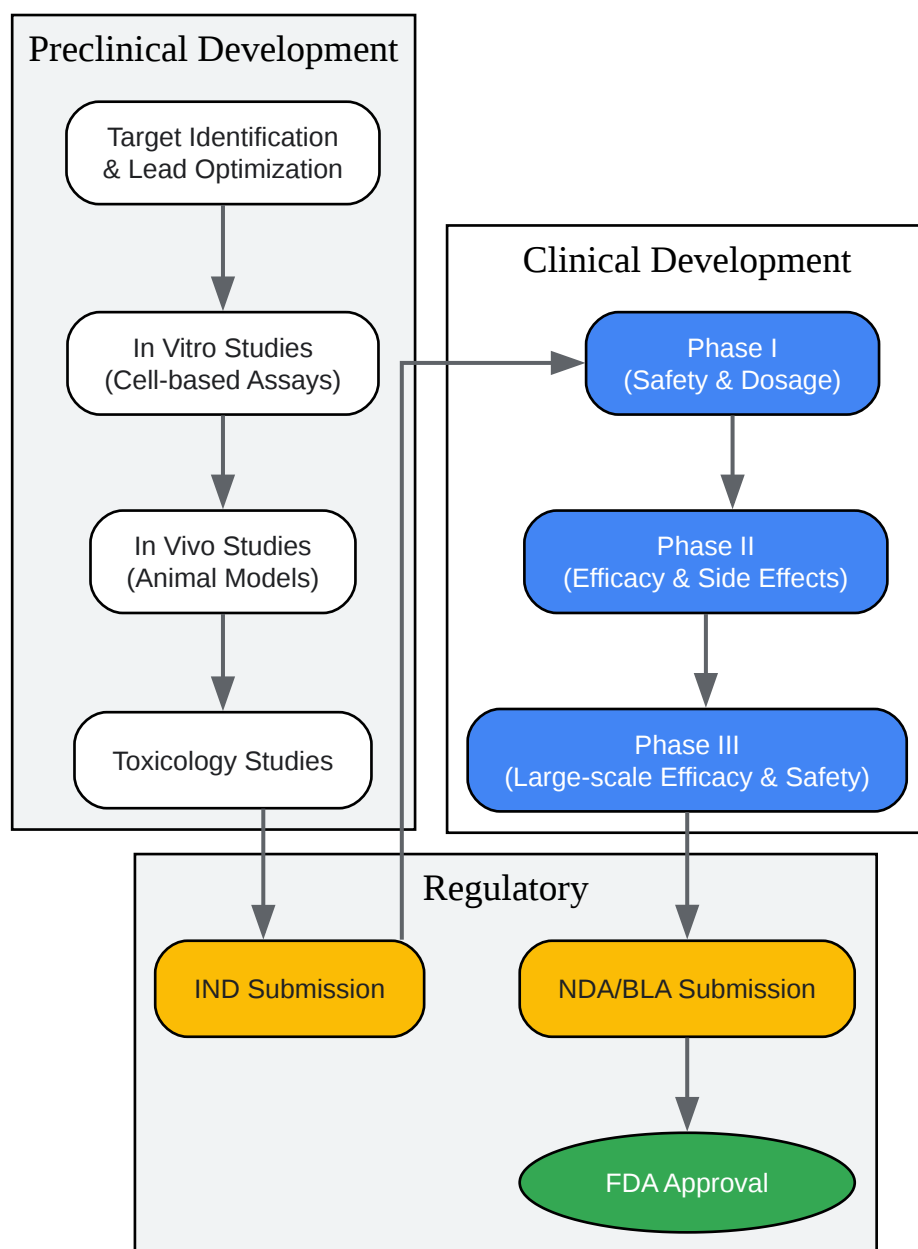 Preclinical Development
Target Identification
& Lead Optimization
In Vitro Studies
(Cell-based Assays)
In Vivo Studies
(Animal Models)
Toxicology Studies
Clinical Development
Phase I
(Safety & Dosage)
Phase II
(Efficacy & Side Effects)
Phase III
(Large-scale Efficacy & Safety)
Regulatory
IND Submission
NDA/BLA Submission
FDA Approval